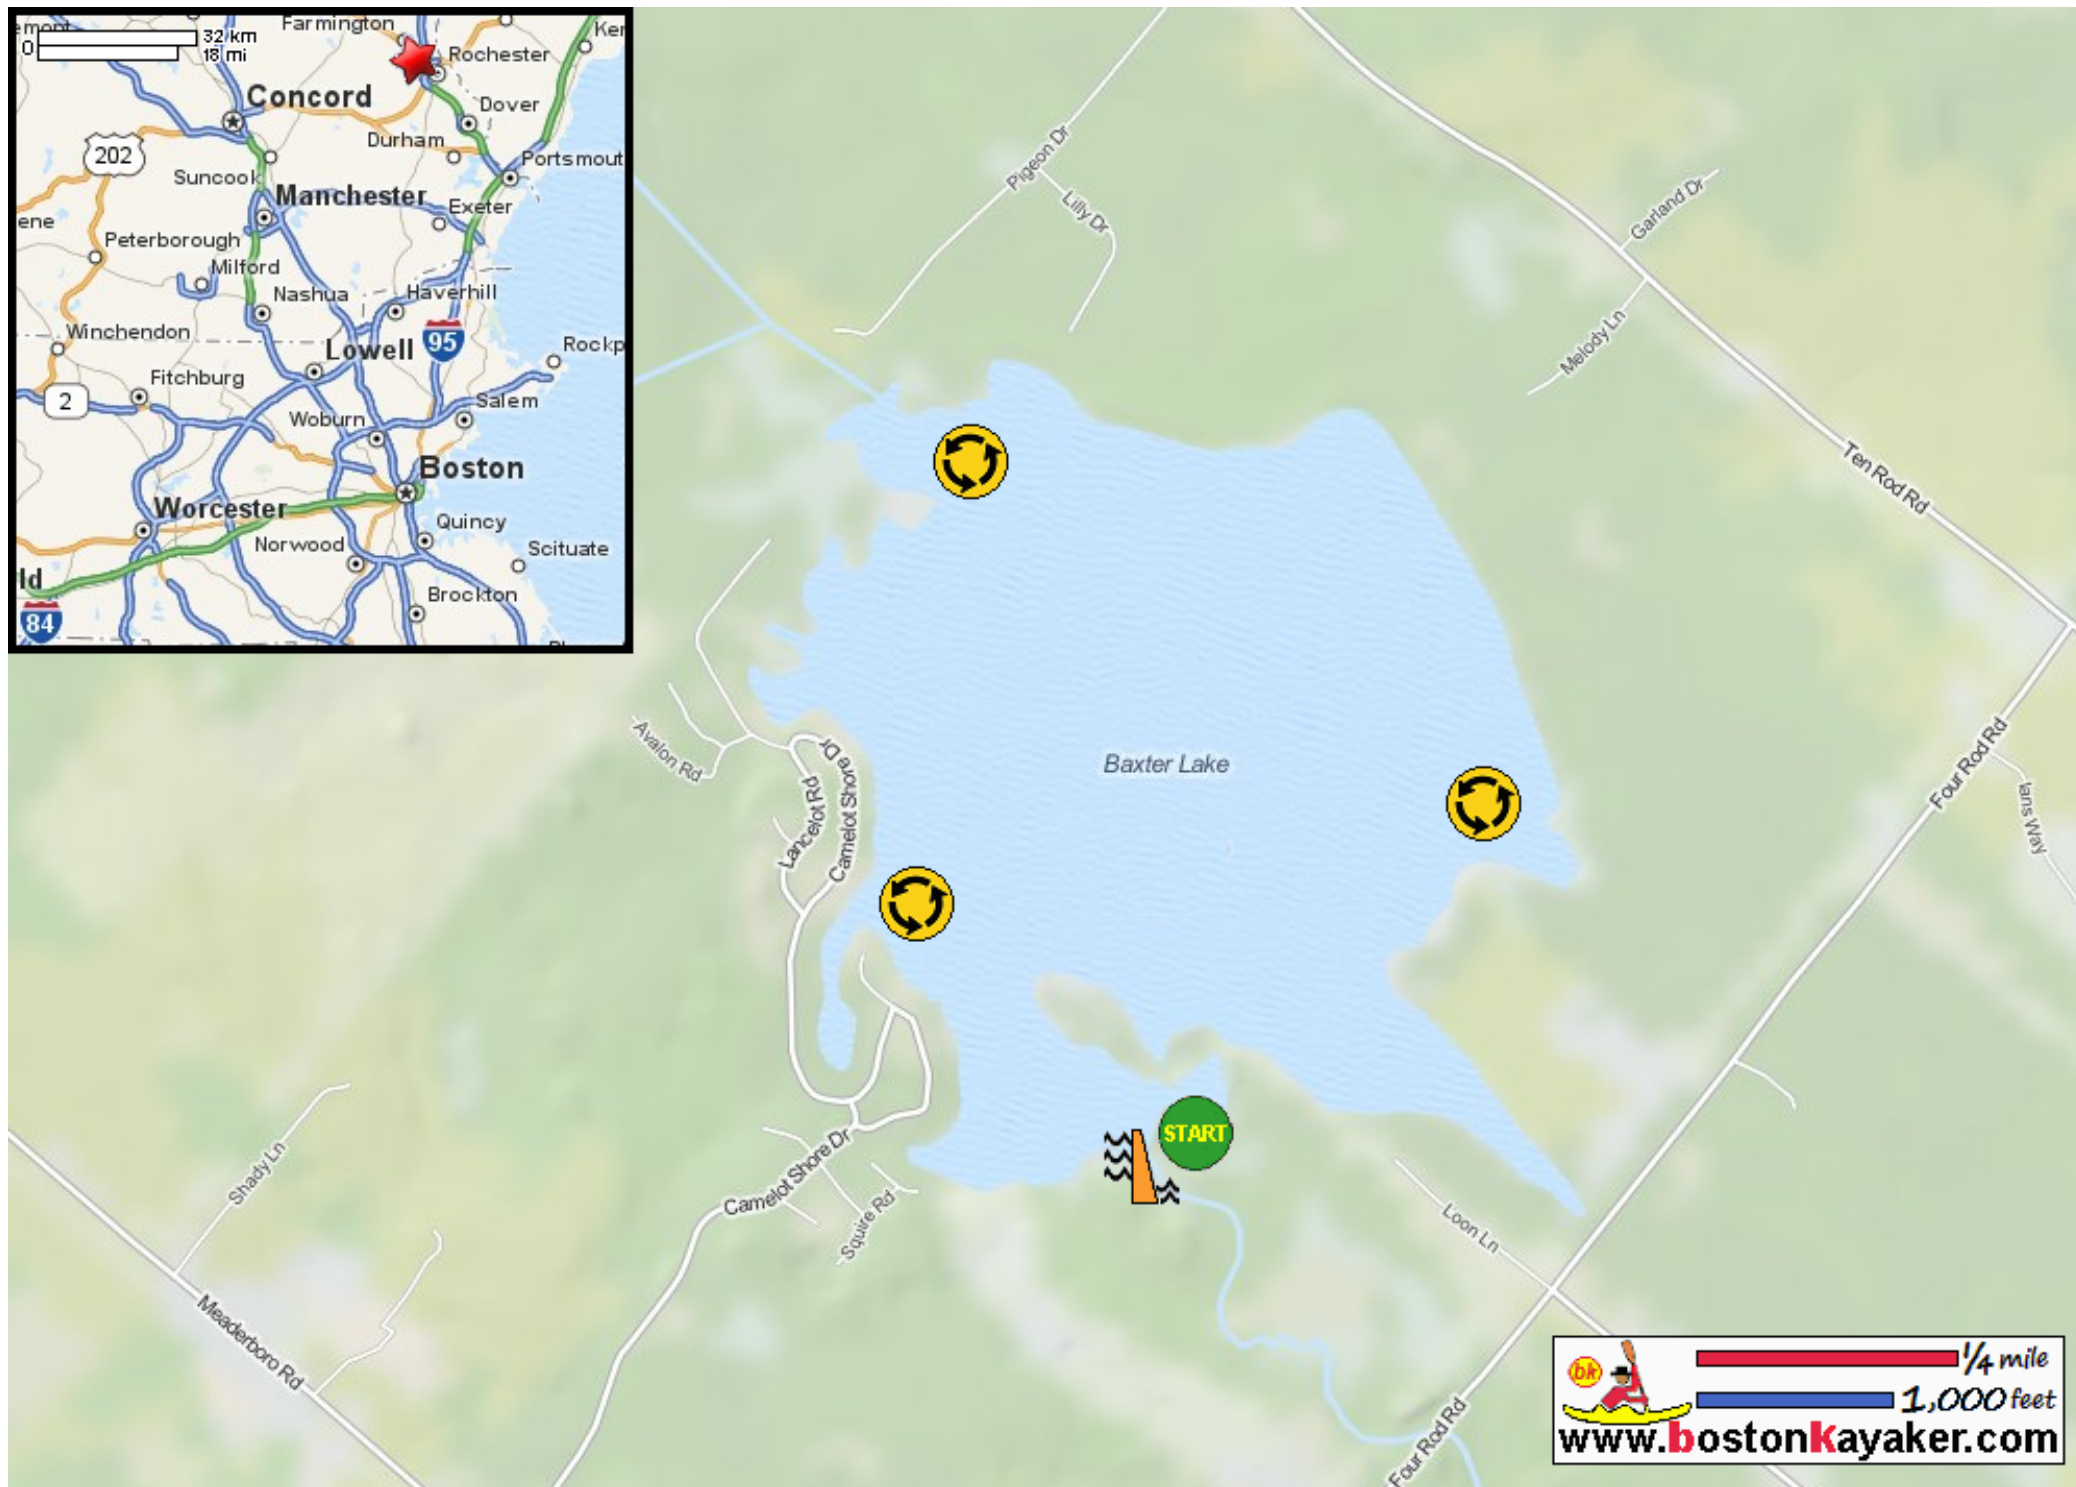 Farmington
Ker
32 km
0
18 mi
Rochester
Concord
Dover
202
Durham
Portsmout
Suncook
Manchester
Exeter
ene
Peterborough
Milford
Nashua
Haverhill
Winchendon
Lowell
95
Rockp
Fitchburg
2
Salem
Woburn
Boston
Worcester
Quincy
Norwood
Scituate
ld
Brockton
84
Pigeon Dr
Lilly Dr
Garland Dr
Melody Ln
Ten Rod Rd
Avalon Rd
Lancelot Rd
Camelot Shore Dr
Baxter Lake
Four Rod Rd
Ians Way
START
Shady Ln
Camelot Shore Dr
Squire Rd
Loon Ln
Meaderboro Rd
Four Rod Rd
bk
1/4 mile
1,000 feet
www.bostonkayaker.com